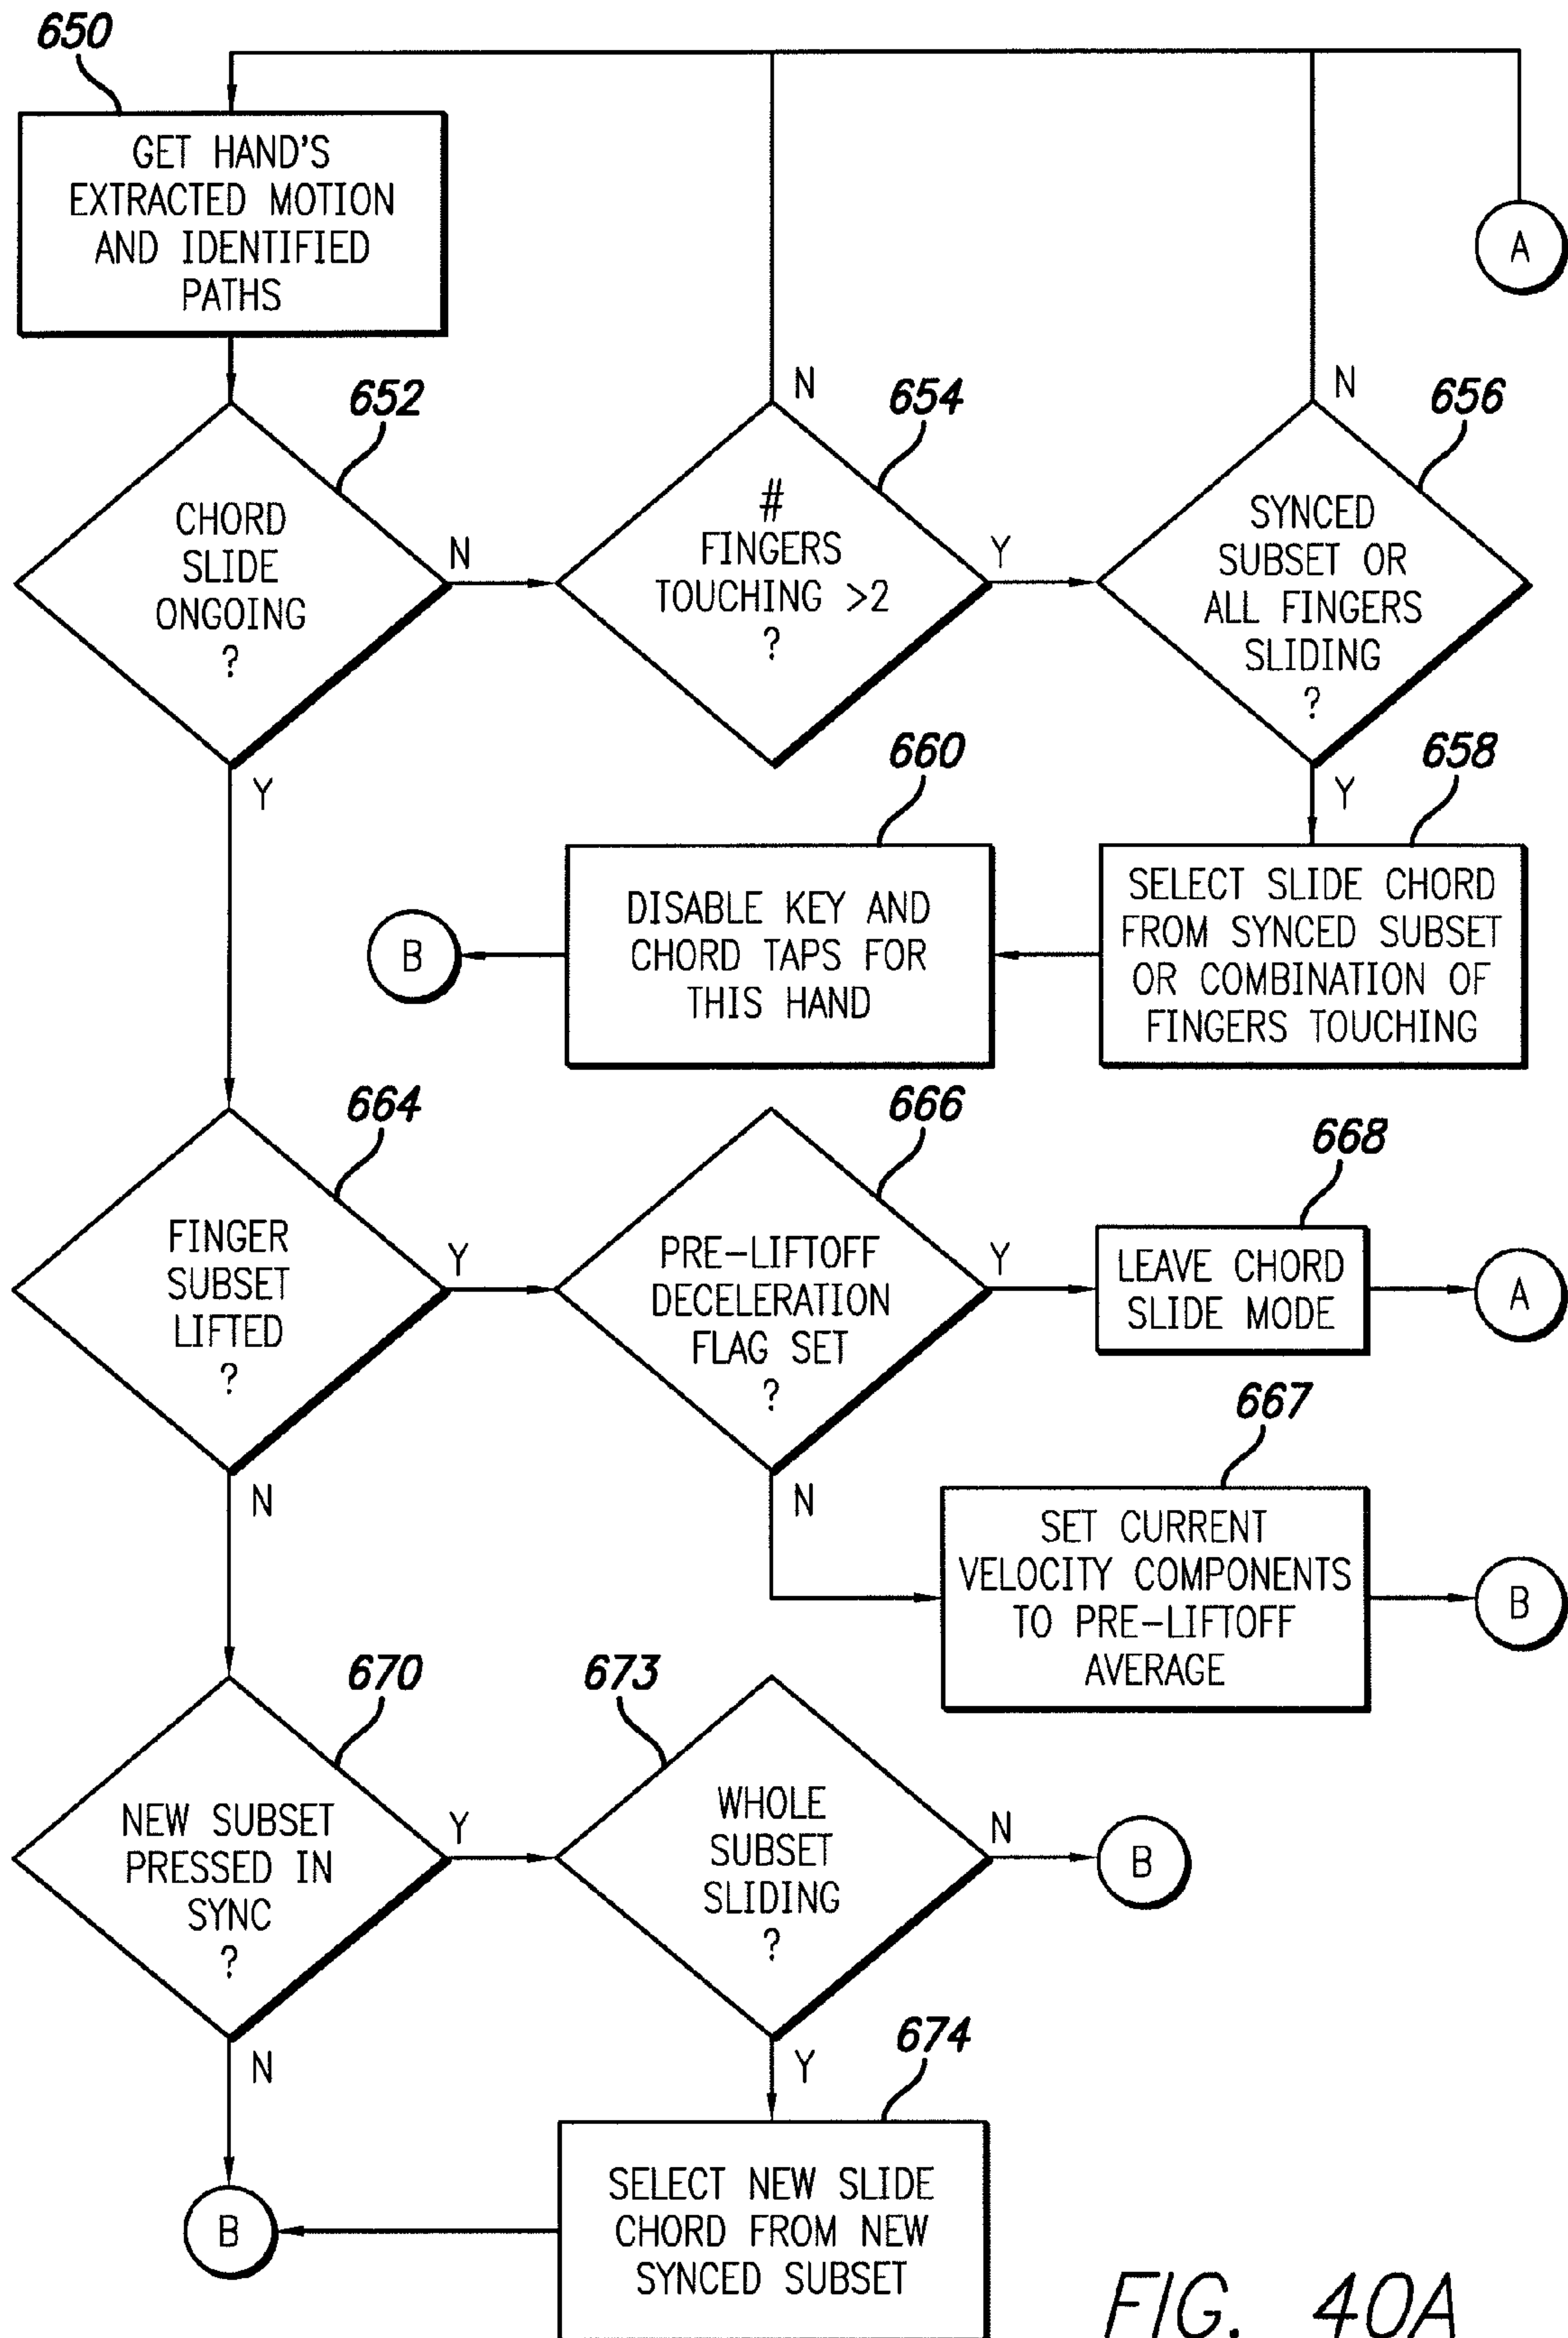 650
GET HAND'S
EXTRACTED MOTION
AND IDENTIFIED
PATHS
A
652
CHORD
SLIDE
ONGOING
?
N
Y
N
654
#
FINGERS
TOUCHING >2
?
Y
N
656
SYNCED
SUBSET OR
ALL FINGERS
SLIDING
?
Y
658
SELECT SLIDE CHORD
FROM SYNCED SUBSET
OR COMBINATION OF
FINGERS TOUCHING
660
DISABLE KEY AND
CHORD TAPS FOR
THIS HAND
B
664
FINGER
SUBSET
LIFTED
?
Y
N
666
PRE-LIFTOFF
DECELERATION
FLAG SET
?
Y
N
668
LEAVE CHORD
SLIDE MODE
A
667
SET CURRENT
VELOCITY COMPONENTS
TO PRE-LIFTOFF
AVERAGE
B
670
NEW SUBSET
PRESSED IN
SYNC
?
Y
N
673
WHOLE
SUBSET
SLIDING
?
N
B
Y
674
SELECT NEW SLIDE
CHORD FROM NEW
SYNCED SUBSET
B
FIG. 40A